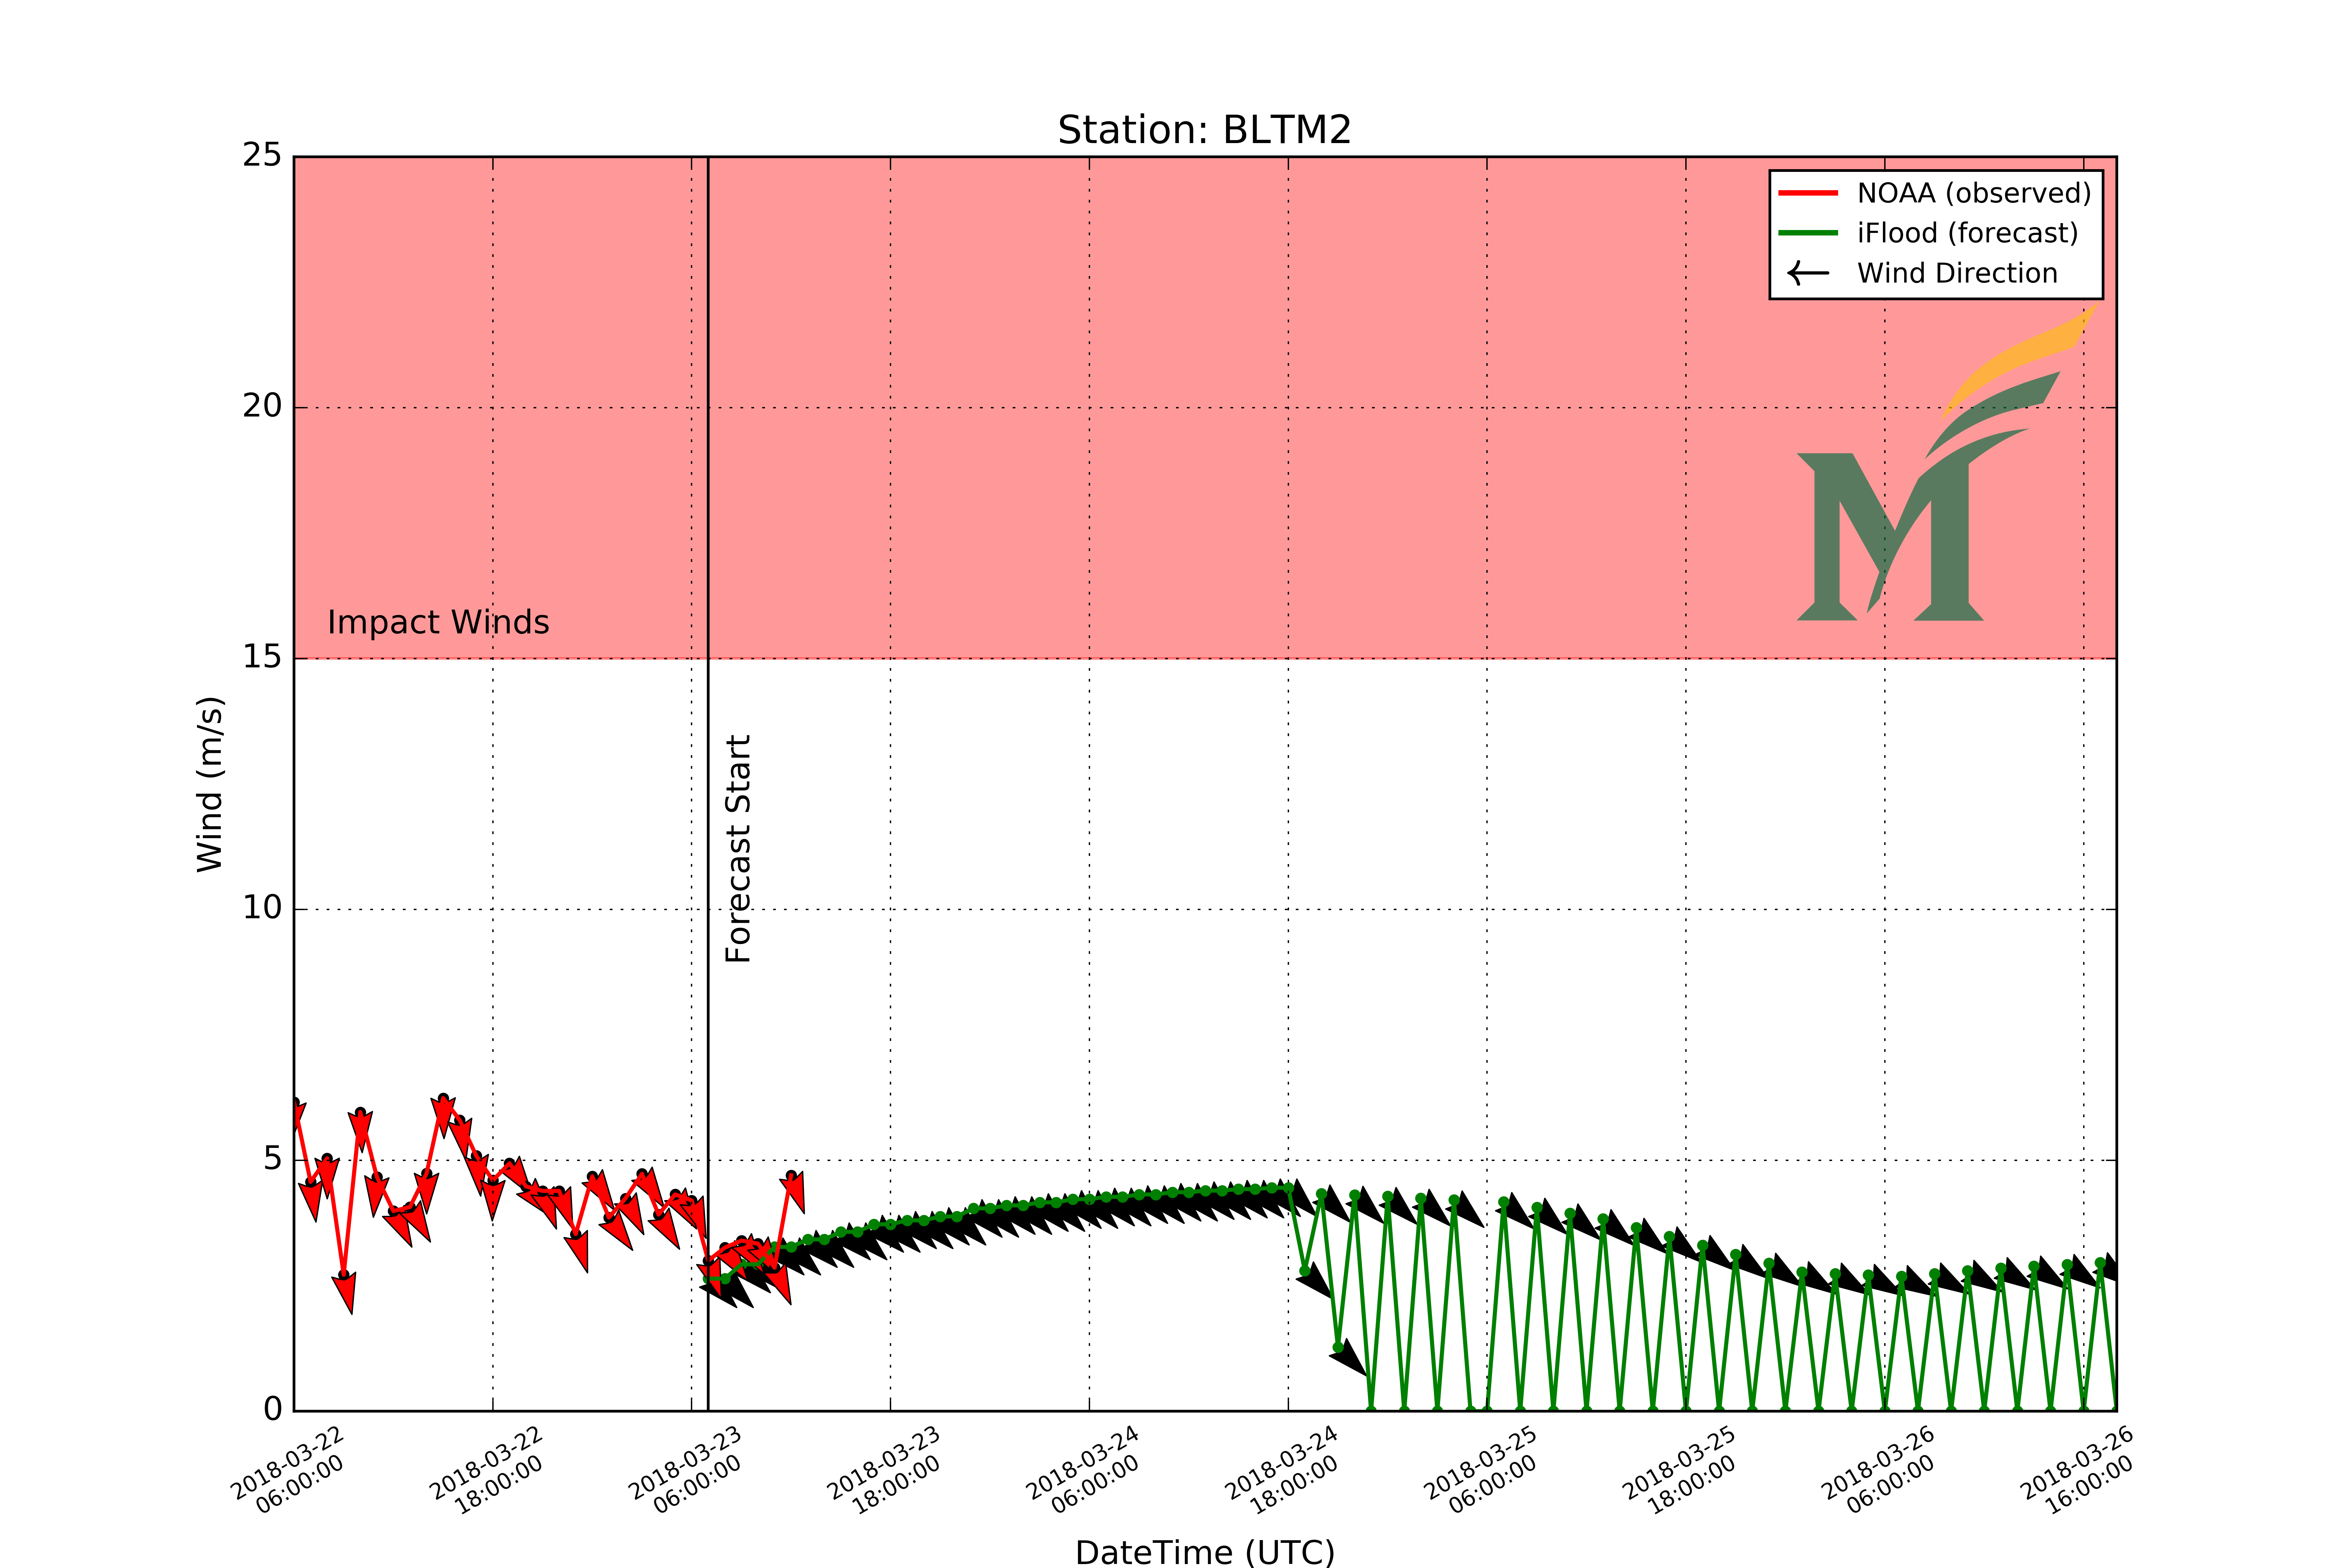 Station: BLTM2
25
20
15
10
5
0
Wind (m/s)
NOAA (observed)
iFlood (forecast)
Wind Direction
Impact Winds
Forecast Start
2018-03-22
06:00:00
2018-03-22
18:00:00
2018-03-23
06:00:00
2018-03-23
18:00:00
2018-03-24
06:00:00
2018-03-24
18:00:00
2018-03-25
06:00:00
2018-03-25
18:00:00
2018-03-26
06:00:00
2018-03-26
16:00:00
DateTime (UTC)
M